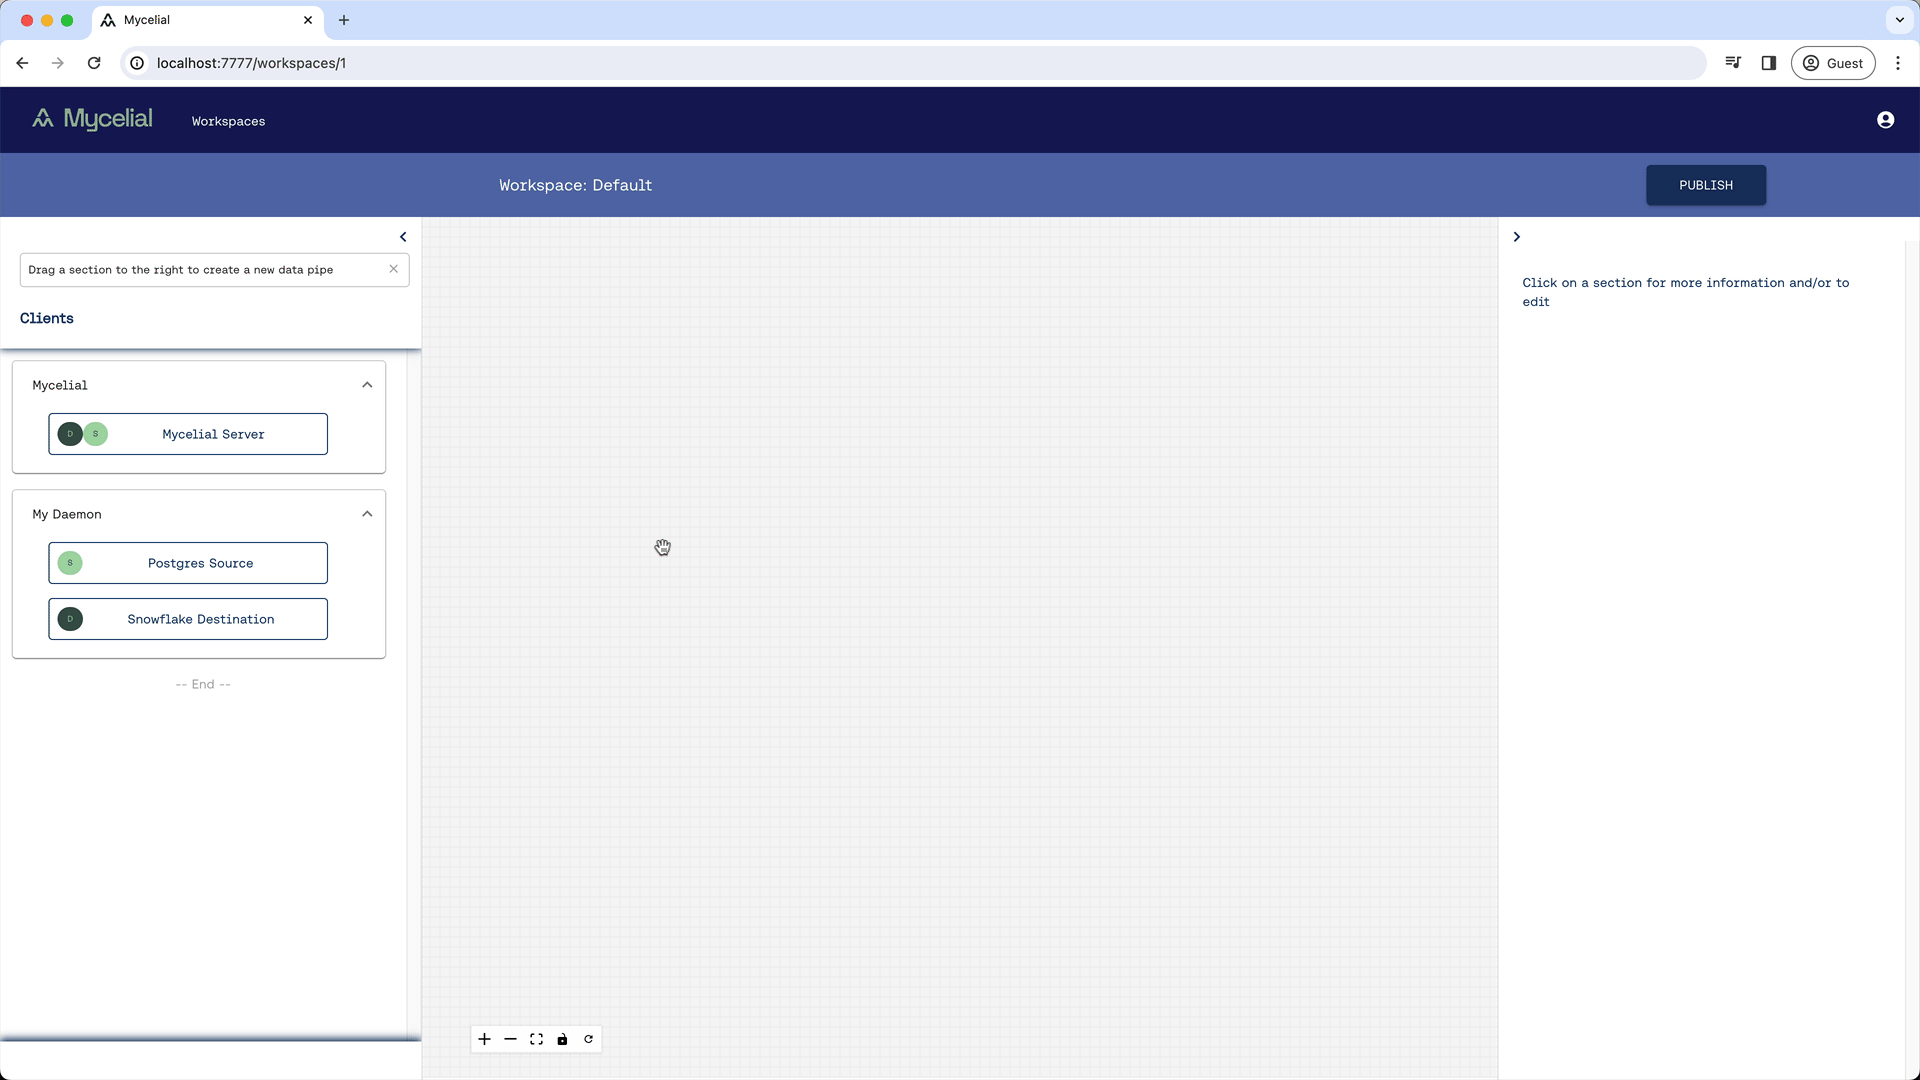 Mycelial
localhost:7777/workspaces/1
Guest
Mycelial
Workspaces
Workspace: Default
PUBLISH
Drag a section to the right to create a new data pipe
Clients
Mycelial
D S Mycelial Server
My Daemon
S Postgres Source
D Snowflake Destination
-- End --
Click on a section for more information and/or to
edit